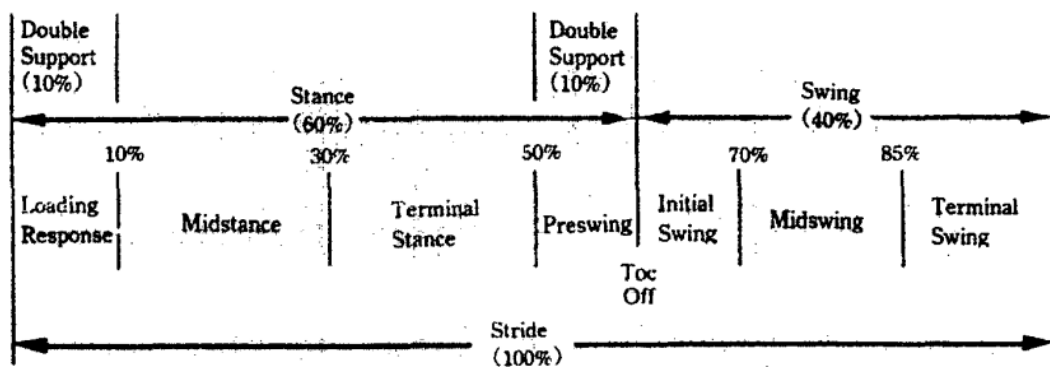 Double
Support
(10%)
Double
Support
(10%)
Stance
(60%)
Swing
(40%)
10%
30%
50%
70%
85%
Loading
Response
Midstance
Terminal
Stance
Preswing
Initial
Swing
Midswing
Terminal
Swing
Toc
Off
Stride
(100%)